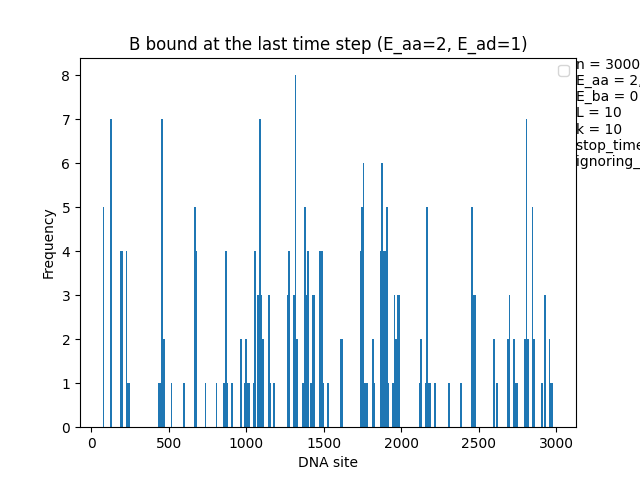 B bound at the last time step (E_aa=2, E_ad=1)
n = 3000
E_aa = 2,
E_ba = 0
L = 10
k = 10
stop_time
ignoring_
Frequency
8
7
6
5
4
3
2
1
0
0 500 1000 1500 2000 2500 3000
DNA site